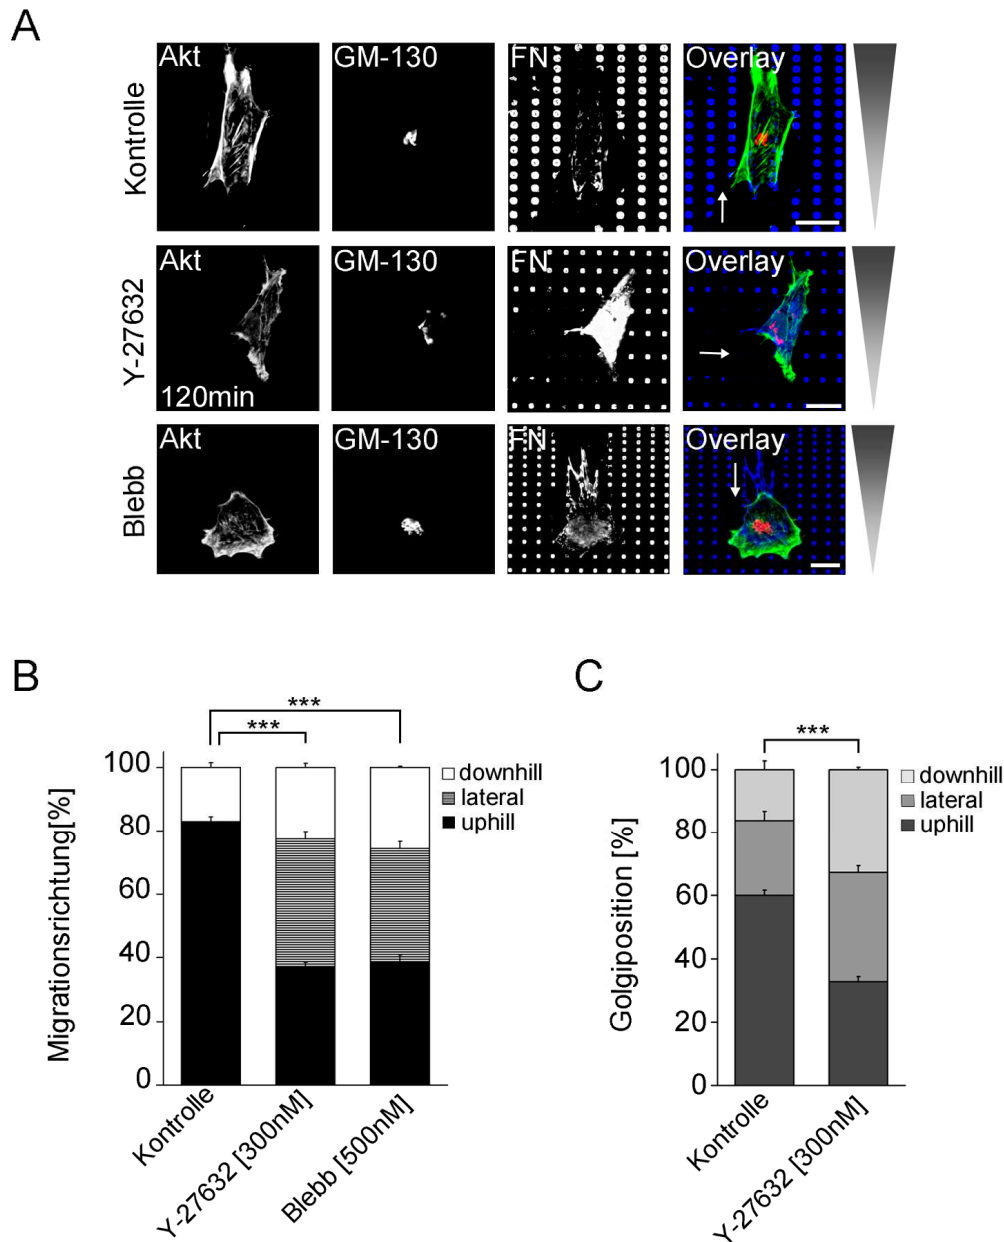 A
Kontrolle
Akt
GM-130
FN
Overlay
Y-27632
Akt
GM-130
FN
Overlay
120min
Blebb
Akt
GM-130
FN
Overlay
B
***
***
Migrationsrichtung[%]
100
80
60
40
20
0
downhill
lateral
uphill
Kontrolle
Y-27632 [300nM]
Blebb [500nM]
C
***
Golgiposition [%]
100
80
60
40
20
0
downhill
lateral
uphill
Kontrolle
Y-27632 [300nM]